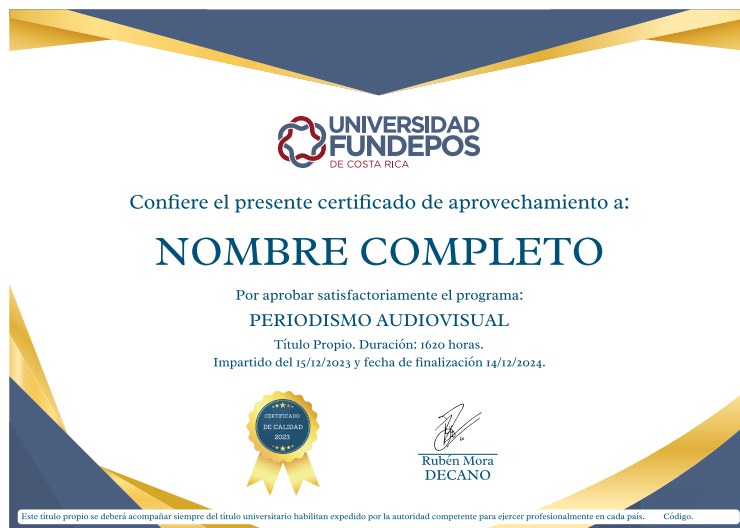 UNIVERSIDAD
FUNDEPOS
DE COSTA RICA
Confiere el presente certificado de aprovechamiento a:
NOMBRE COMPLETO
Por aprobar satisfactoriamente el programa:
PERIODISMO AUDIOVISUAL
Título Propio. Duración: 1620 horas.
Impartido del 15/12/2023 y fecha de finalización 14/12/2024.
CERTIFICADO
DE CALIDAD
2023
Rubén Mora
DECANO
Este título propio se deberá acompañar siempre del título universitario habilitan expedido por la autoridad competente para ejercer profesionalmente en cada país. Código.